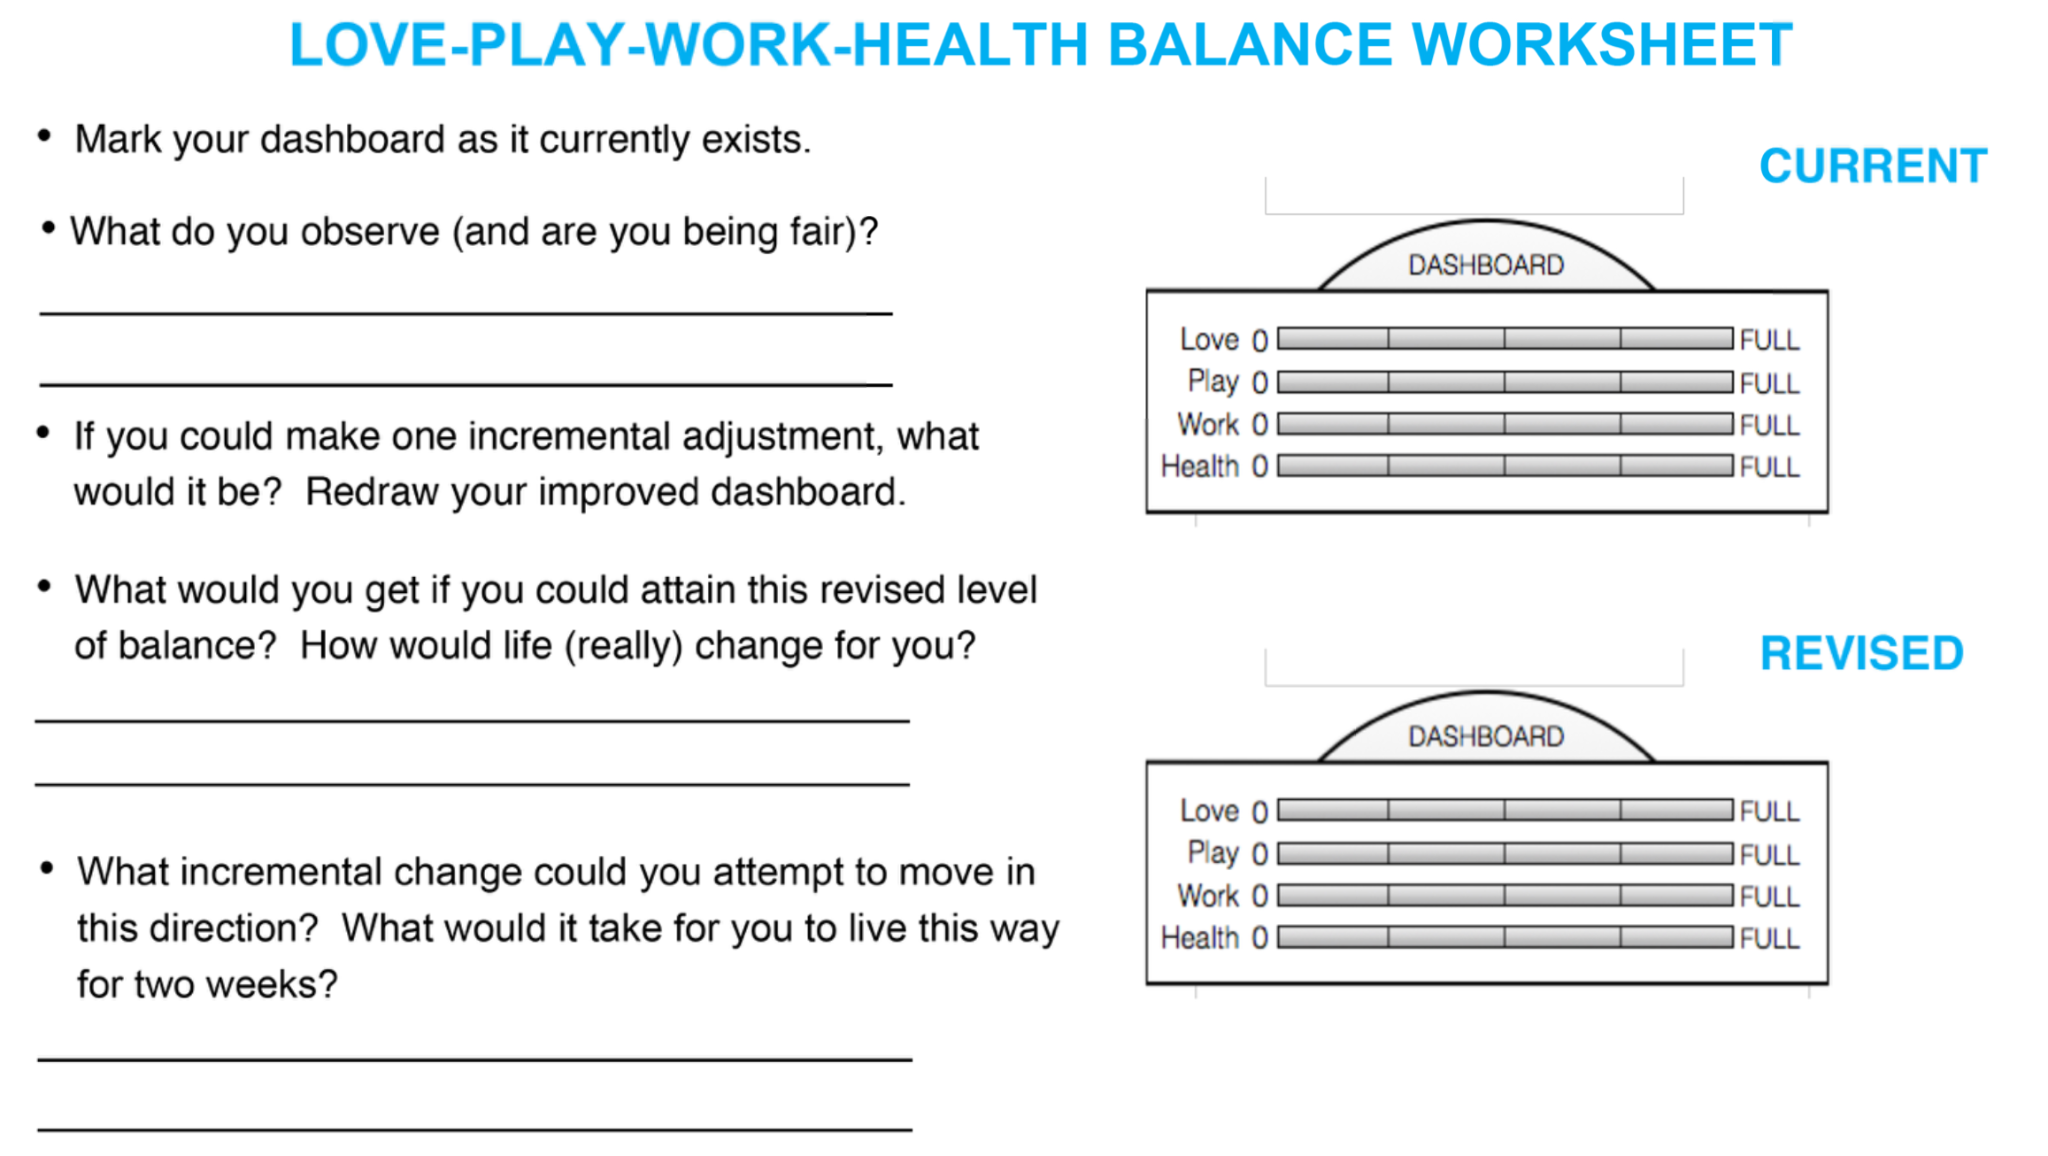 LOVE-PLAY-WORK-HEALTH BALANCE WORKSHEET
• Mark your dashboard as it currently exists.
• What do you observe (and are you being fair)?
• If you could make one incremental adjustment, what
would it be?  Redraw your improved dashboard.
• What would you get if you could attain this revised level
of balance?  How would life (really) change for you?
• What incremental change could you attempt to move in
this direction?  What would it take for you to live this way
for two weeks?
CURRENT
DASHBOARD
Love 0 FULL
Play 0 FULL
Work 0 FULL
Health 0 FULL
REVISED
DASHBOARD
Love 0 FULL
Play 0 FULL
Work 0 FULL
Health 0 FULL